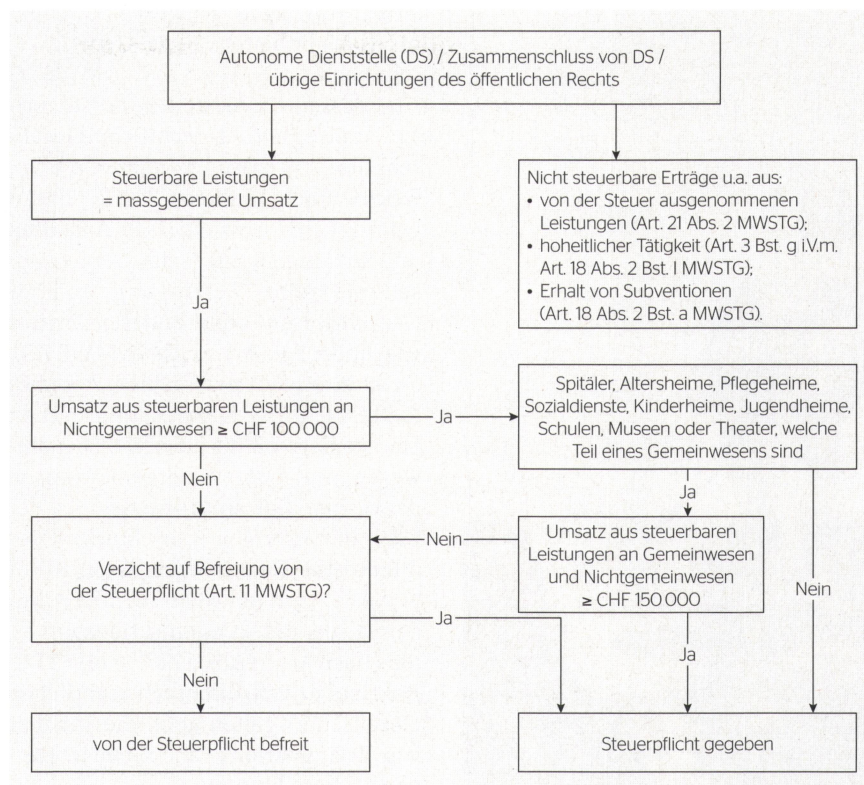 Autonome Dienststelle (DS) / Zusammenschluss von DS /
übrige Einrichtungen des öffentlichen Rechts
Steuerbare Leistungen
= massgebender Umsatz
Nicht steuerbare Erträge u.a. aus:
• von der Steuer ausgenommenen
Leistungen (Art. 21 Abs. 2 MWSTG);
• hoheitlicher Tätigkeit (Art. 3 Bst. g i.V.m.
Art. 18 Abs. 2 Bst. l MWSTG);
• Erhalt von Subventionen
(Art. 18 Abs. 2 Bst. a MWSTG).
Ja
Umsatz aus steuerbaren Leistungen an
Nichtgemeinwesen ≥ CHF 100 000
Ja
Spitäler, Altersheime, Pflegeheime,
Sozialdienste, Kinderheime, Jugendheime,
Schulen, Museen oder Theater, welche
Teil eines Gemeinwesens sind
Nein
Ja
Verzicht auf Befreiung von
der Steuerpflicht (Art. 11 MWSTG)?
Nein
Umsatz aus steuerbaren
Leistungen an Gemeinwesen
und Nichtgemeinwesen
≥ CHF 150 000
Nein
Ja
Ja
Nein
von der Steuerpflicht befreit
Steuerpflicht gegeben